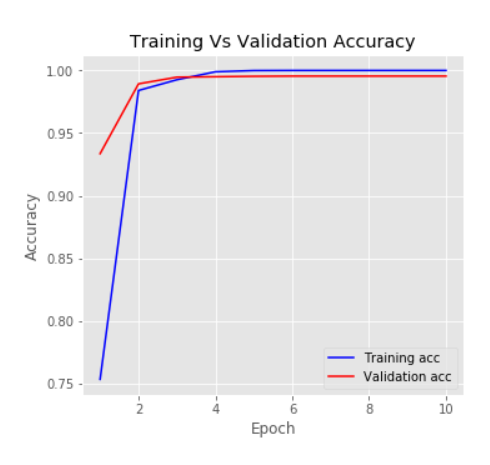 Training Vs Validation Accuracy
1.00
0.95
0.90
0.85
0.80
0.75
Accuracy
Training acc
Validation acc
2 4 6 8 10
Epoch